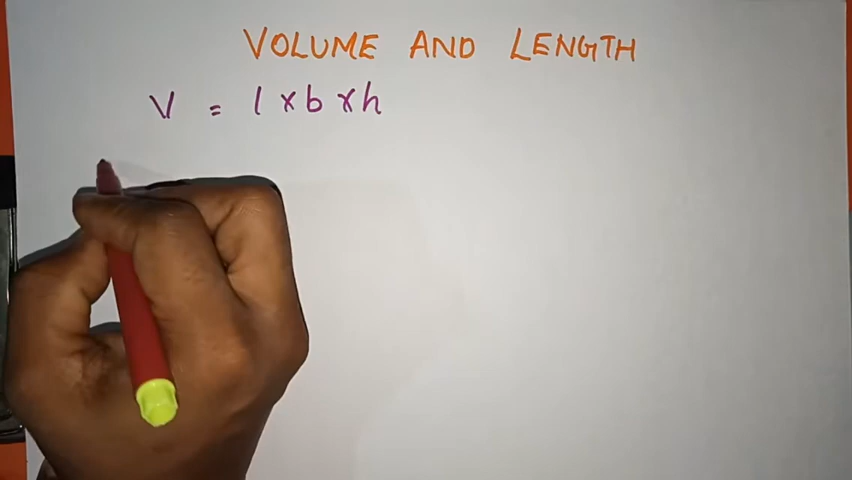 VOLUME AND LENGTH
V = l × b × h